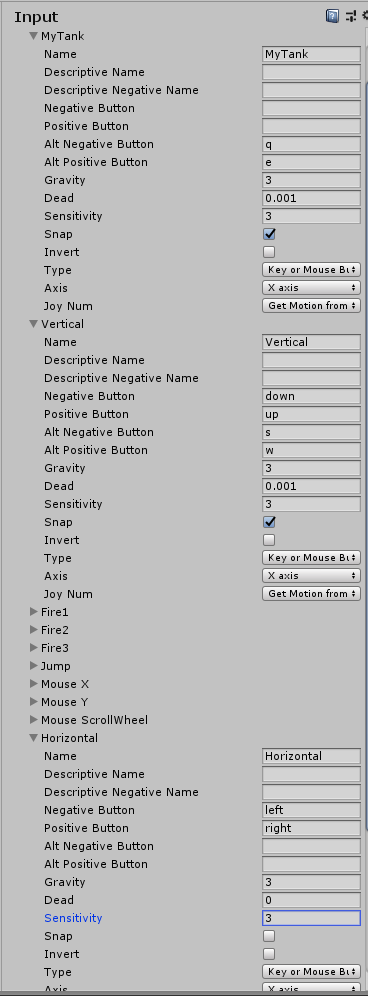 Input
MyTank
Name MyTank
Descriptive Name
Descriptive Negative Name
Negative Button
Positive Button
Alt Negative Button q
Alt Positive Button e
Gravity 3
Dead 0.001
Sensitivity 3
Snap
Invert
Type Key or Mouse Bu
Axis X axis
Joy Num Get Motion from
Vertical
Name Vertical
Descriptive Name
Descriptive Negative Name
Negative Button down
Positive Button up
Alt Negative Button s
Alt Positive Button w
Gravity 3
Dead 0.001
Sensitivity 3
Snap
Invert
Type Key or Mouse Bu
Axis X axis
Joy Num Get Motion from
Fire1
Fire2
Fire3
Jump
Mouse X
Mouse Y
Mouse ScrollWheel
Horizontal
Name Horizontal
Descriptive Name
Descriptive Negative Name
Negative Button left
Positive Button right
Alt Negative Button
Alt Positive Button
Gravity 3
Dead 0
Sensitivity 3
Snap
Invert
Type Key or Mouse Bu
Axis X axis